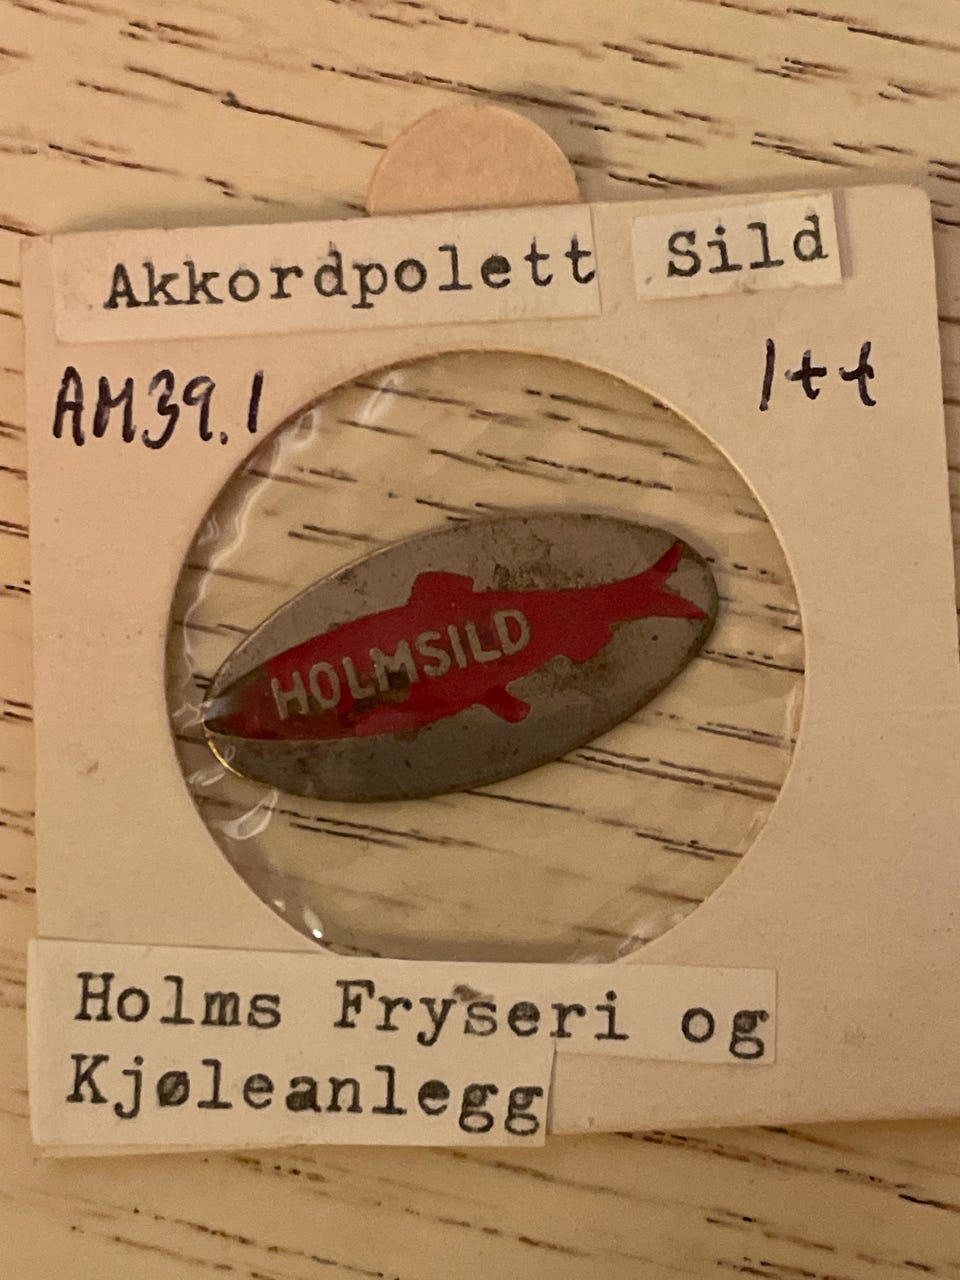 Akkordpolett Sild
AM39.1 1++
HOLMSILD
Holms Fryseri og
Kjøleanlegg